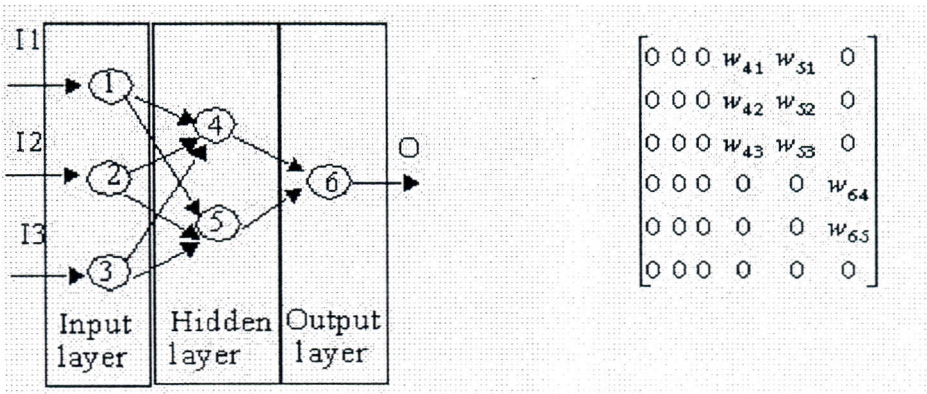 I1
I2
I3
1
2
3
4
5
6
O
Input layer
Hidden layer
Output layer
0 0 0 w41 w51 0
0 0 0 w42 w52 0
0 0 0 w43 w53 0
0 0 0 0 0 w64
0 0 0 0 0 w65
0 0 0 0 0 0